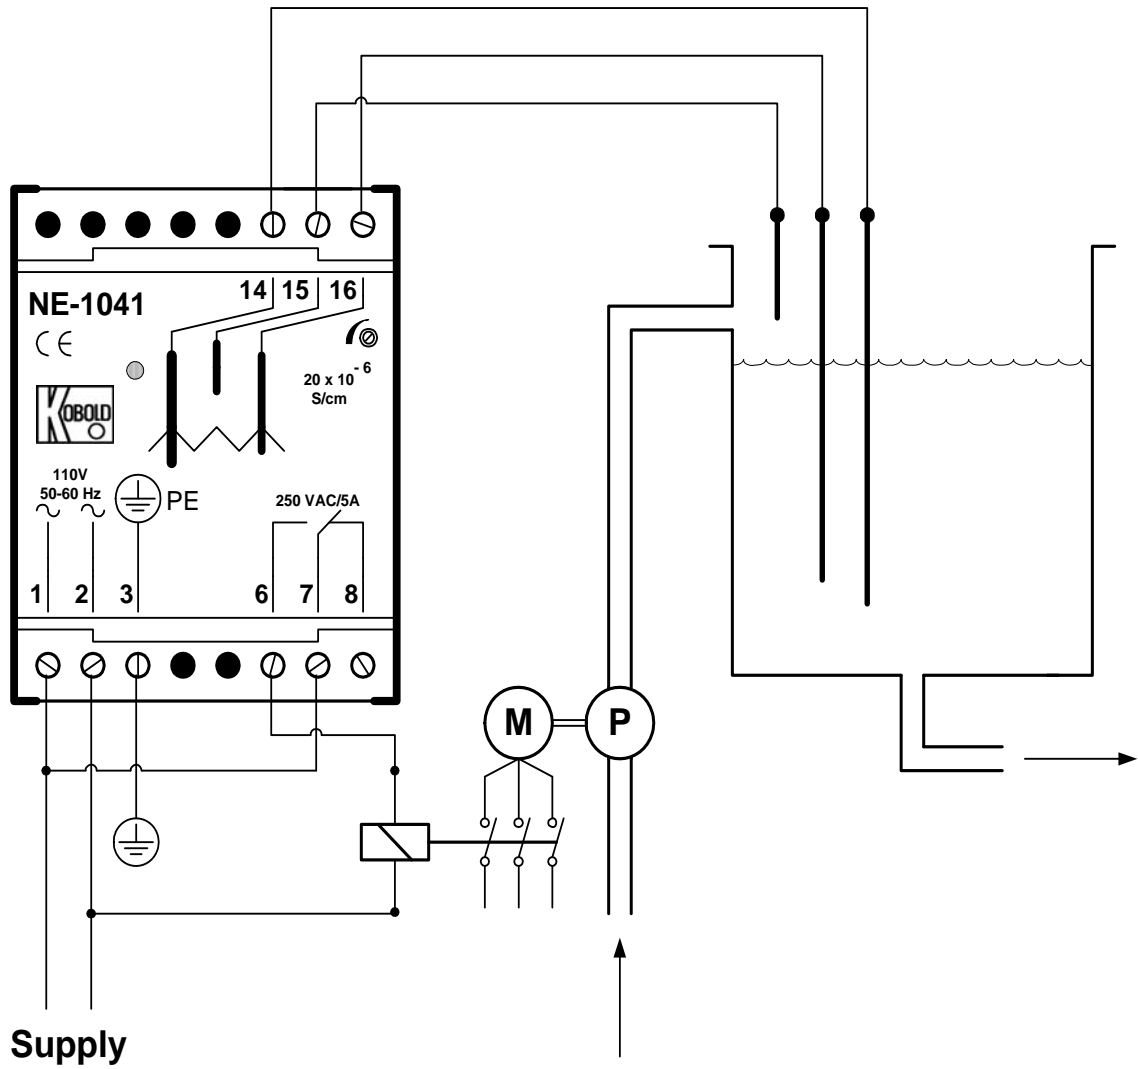 14 15 16
NE-1041
CE
20 x 10 - 6
S/cm
KOBOLD
110V
50-60 Hz
PE
250 VAC/5A
1 2 3 6 7 8
M P
Supply